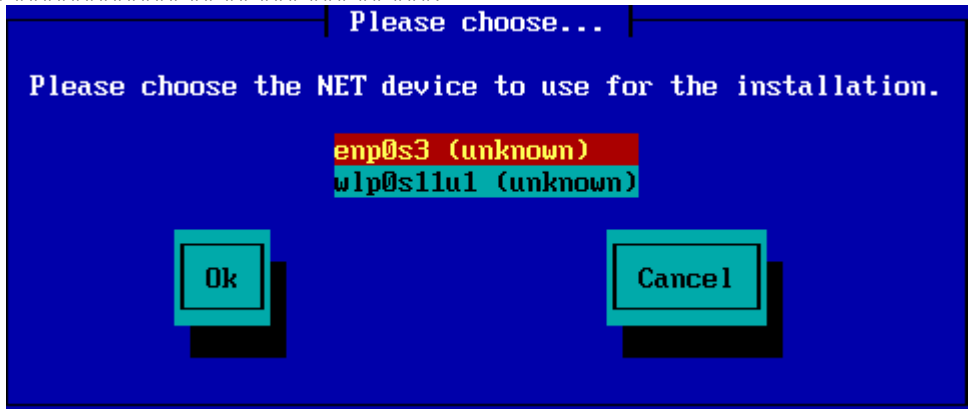 Please choose...
Please choose the NET device to use for the installation.
enp0s3 (unknown)
wlp0s11u1 (unknown)
Ok
Cancel